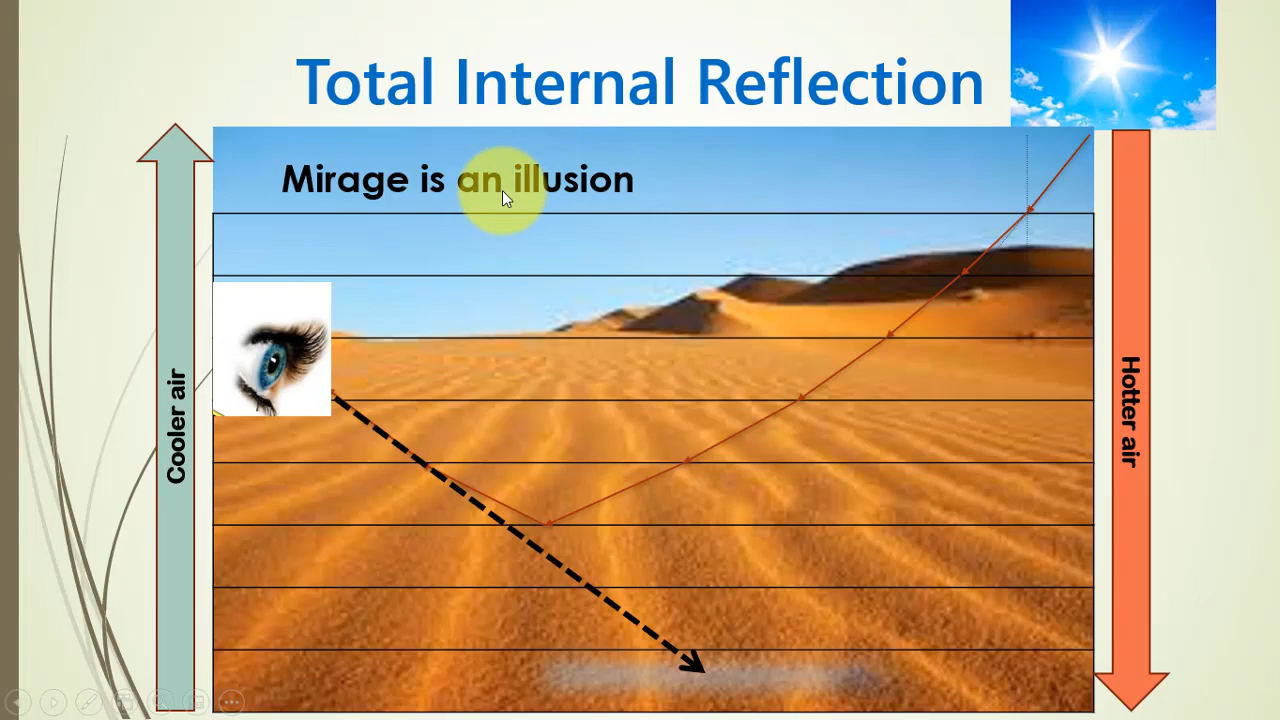 Total Internal Reflection
Mirage is an illusion
Cooler air
Hotter air